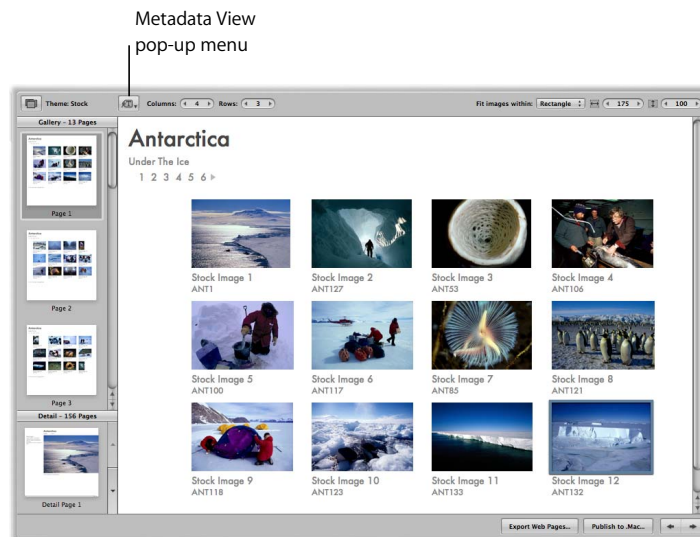 Metadata View
pop-up menu
Theme: Stock
Columns: 4 Rows: 3
Fit images within: Rectangle 175 100
Gallery - 13 Pages
Page 1
Page 2
Page 3
Detail - 156 Pages
Detail Page 1
Antarctica
Under The Ice
1 2 3 4 5 6
Stock Image 1
ANT1
Stock Image 2
ANT127
Stock Image 3
ANT53
Stock Image 4
ANT106
Stock Image 5
ANT100
Stock Image 6
ANT117
Stock Image 7
ANT85
Stock Image 8
ANT121
Stock Image 9
ANT118
Stock Image 10
ANT123
Stock Image 11
ANT133
Stock Image 12
ANT132
Export Web Pages... Publish to .Mac...